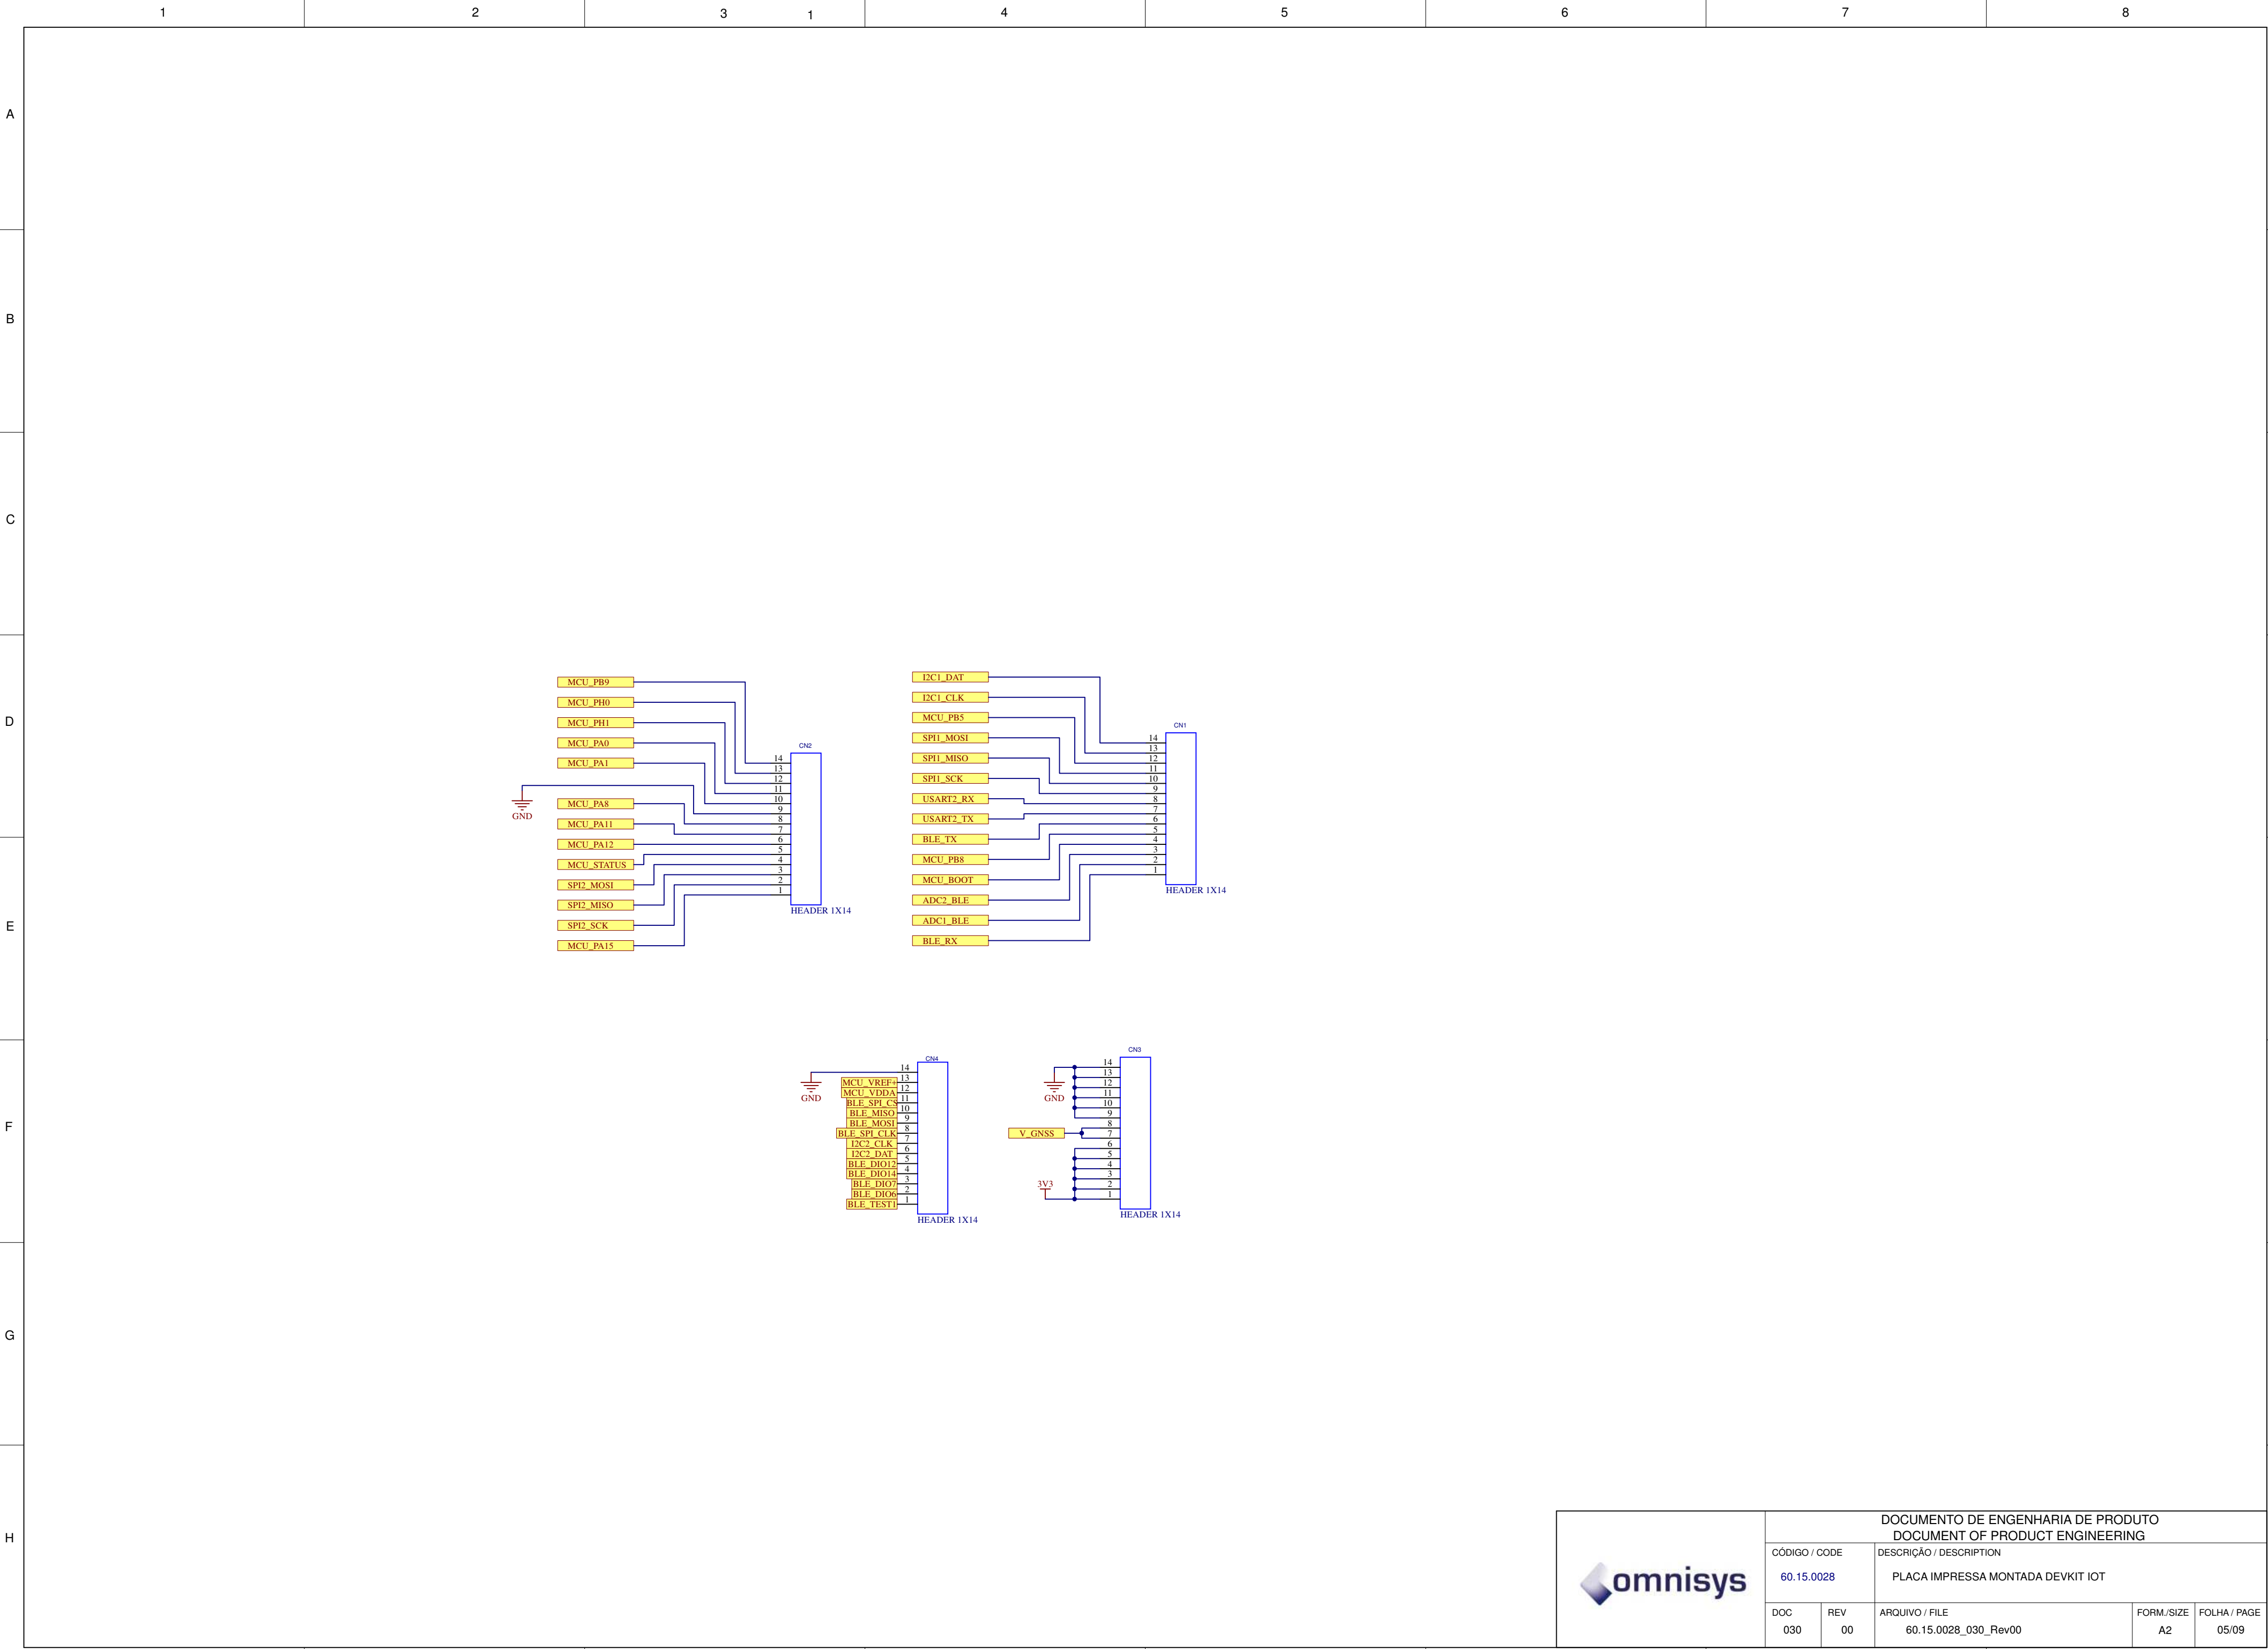 1 2 3 1 4 5 6 7 8
A
B
C
D
E
F
G
H
MCU_PB9
MCU_PH0
MCU_PH1
MCU_PA0
MCU_PA1
GND
MCU_PA8
MCU_PA11
MCU_PA12
MCU_STATUS
SPI2_MOSI
SPI2_MISO
SPI2_SCK
MCU_PA15
CN2
14
13
12
11
10
9
8
7
6
5
4
3
2
1
HEADER 1X14
I2C1_DAT
I2C1_CLK
MCU_PB5
SPI1_MOSI
SPI1_MISO
SPI1_SCK
USART2_RX
USART2_TX
BLE_TX
MCU_PB8
MCU_BOOT
ADC2_BLE
ADC1_BLE
BLE_RX
CN1
14
13
12
11
10
9
8
7
6
5
4
3
2
1
HEADER 1X14
CN4
GND
14
MCU_VREF+ 13
MCU_VDDA 12
BLE_SPI_CS 11
BLE_MISO 10
BLE_MOSI 9
BLE_SPI_CLK 8
I2C2_CLK 7
I2C2_DAT 6
BLE_DIO12 5
BLE_DIO14 4
BLE_DIO7 3
BLE_DIO6 2
BLE_TEST1 1
HEADER 1X14
CN3
GND
V_GNSS
3V3
14
13
12
11
10
9
8
7
6
5
4
3
2
1
HEADER 1X14
omnisys
DOCUMENTO DE ENGENHARIA DE PRODUTO
DOCUMENT OF PRODUCT ENGINEERING
CÓDIGO / CODE
60.15.0028
DESCRIÇÃO / DESCRIPTION
PLACA IMPRESSA MONTADA DEVKIT IOT
DOC
030
REV
00
ARQUIVO / FILE
60.15.0028_030_Rev00
FORM./SIZE
A2
FOLHA / PAGE
05/09